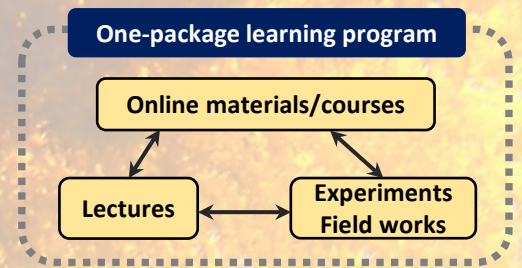 One-package learning program
Online materials/courses
Lectures
Experiments
Field works